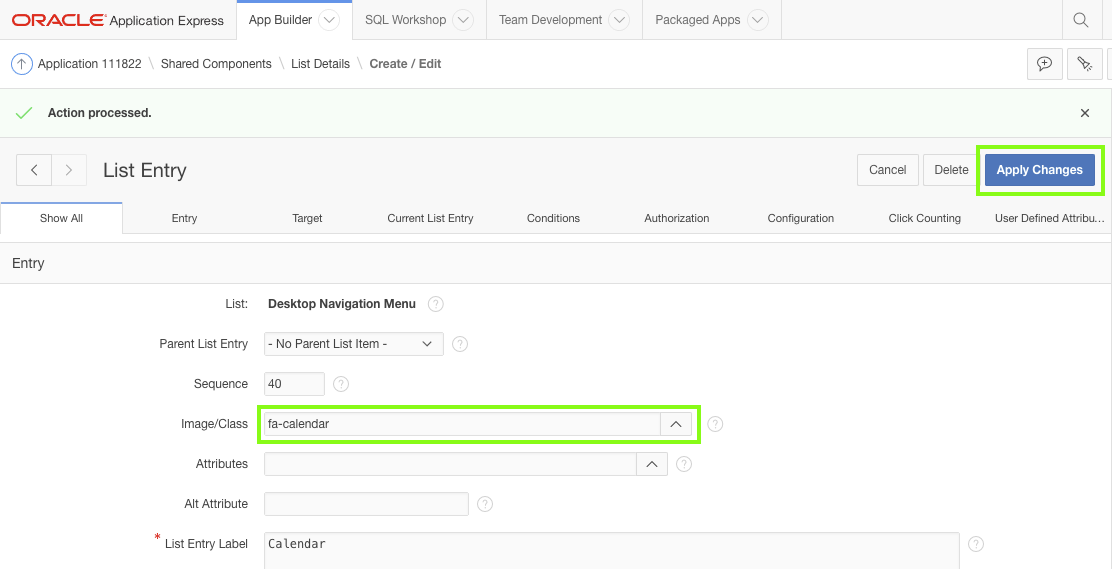 ORACLE Application Express App Builder SQL Workshop Team Development Packaged Apps
Application 111822 \ Shared Components \ List Details \ Create / Edit
Action processed.
List Entry Cancel Delete Apply Changes
Show All Entry Target Current List Entry Conditions Authorization Configuration Click Counting User Defined Attribu...
Entry
List: Desktop Navigation Menu ?
Parent List Entry - No Parent List Item - ?
Sequence 40 ?
Image/Class fa-calendar ?
Attributes ?
Alt Attribute ?
* List Entry Label Calendar ?